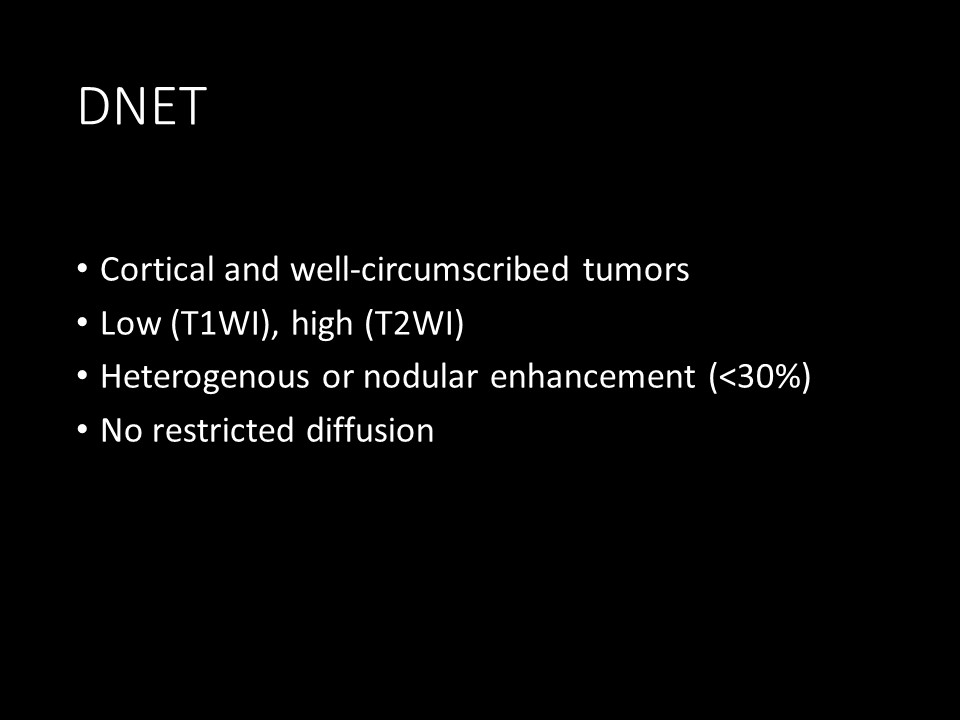 DNET
• Cortical and well-circumscribed tumors
• Low (T1WI), high (T2WI)
• Heterogenous or nodular enhancement (<30%)
• No restricted diffusion